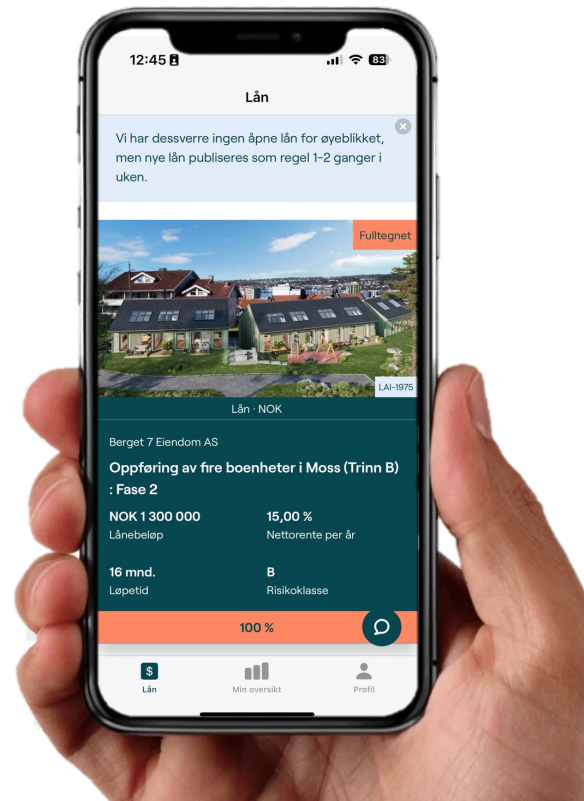 12:45
83
Lån
Vi har dessverre ingen åpne lån for øyeblikket,
men nye lån publiseres som regel 1-2 ganger i
uken.
Fulltegnet
LAI-1975
Lån · NOK
Berget 7 Eiendom AS
Oppføring av fire boenheter i Moss (Trinn B)
: Fase 2
NOK 1 300 000 15,00 %
Lånebeløp Nettorente per år
16 mnd. B
Løpetid Risikoklasse
100 %
$
Lån Min oversikt Profil